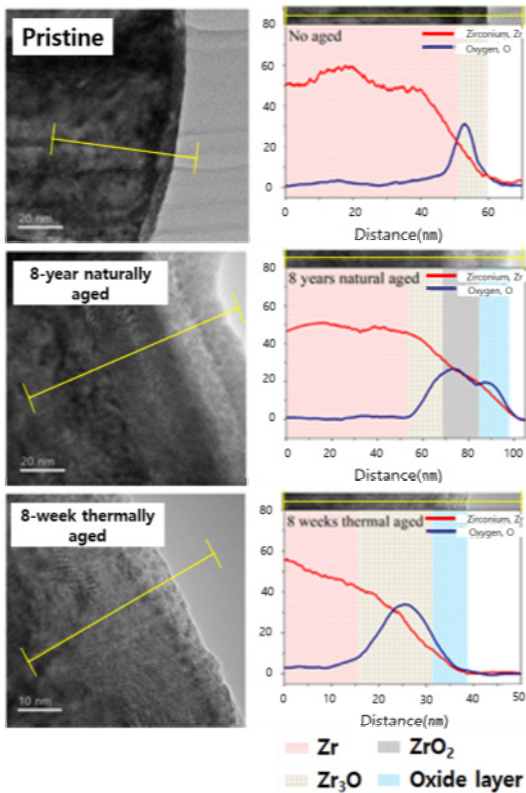 Pristine
20 nm
80
60
40
20
0
No aged
Zirconium, Zr
Oxygen, O
0 20 40 60
Distance(nm)
8-year naturally
aged
20 nm
80
60
40
20
0
8 years natural aged
Zirconium, Zr
Oxygen, O
0 20 40 60 80 100
Distance(nm)
8-week thermally
aged
10 nm
80
60
40
20
0
8 weeks thermal aged
Zirconium, Zr
Oxygen, O
0 10 20 30 40 50
Distance(nm)
Zr ZrO₂
Zr₃O Oxide layer